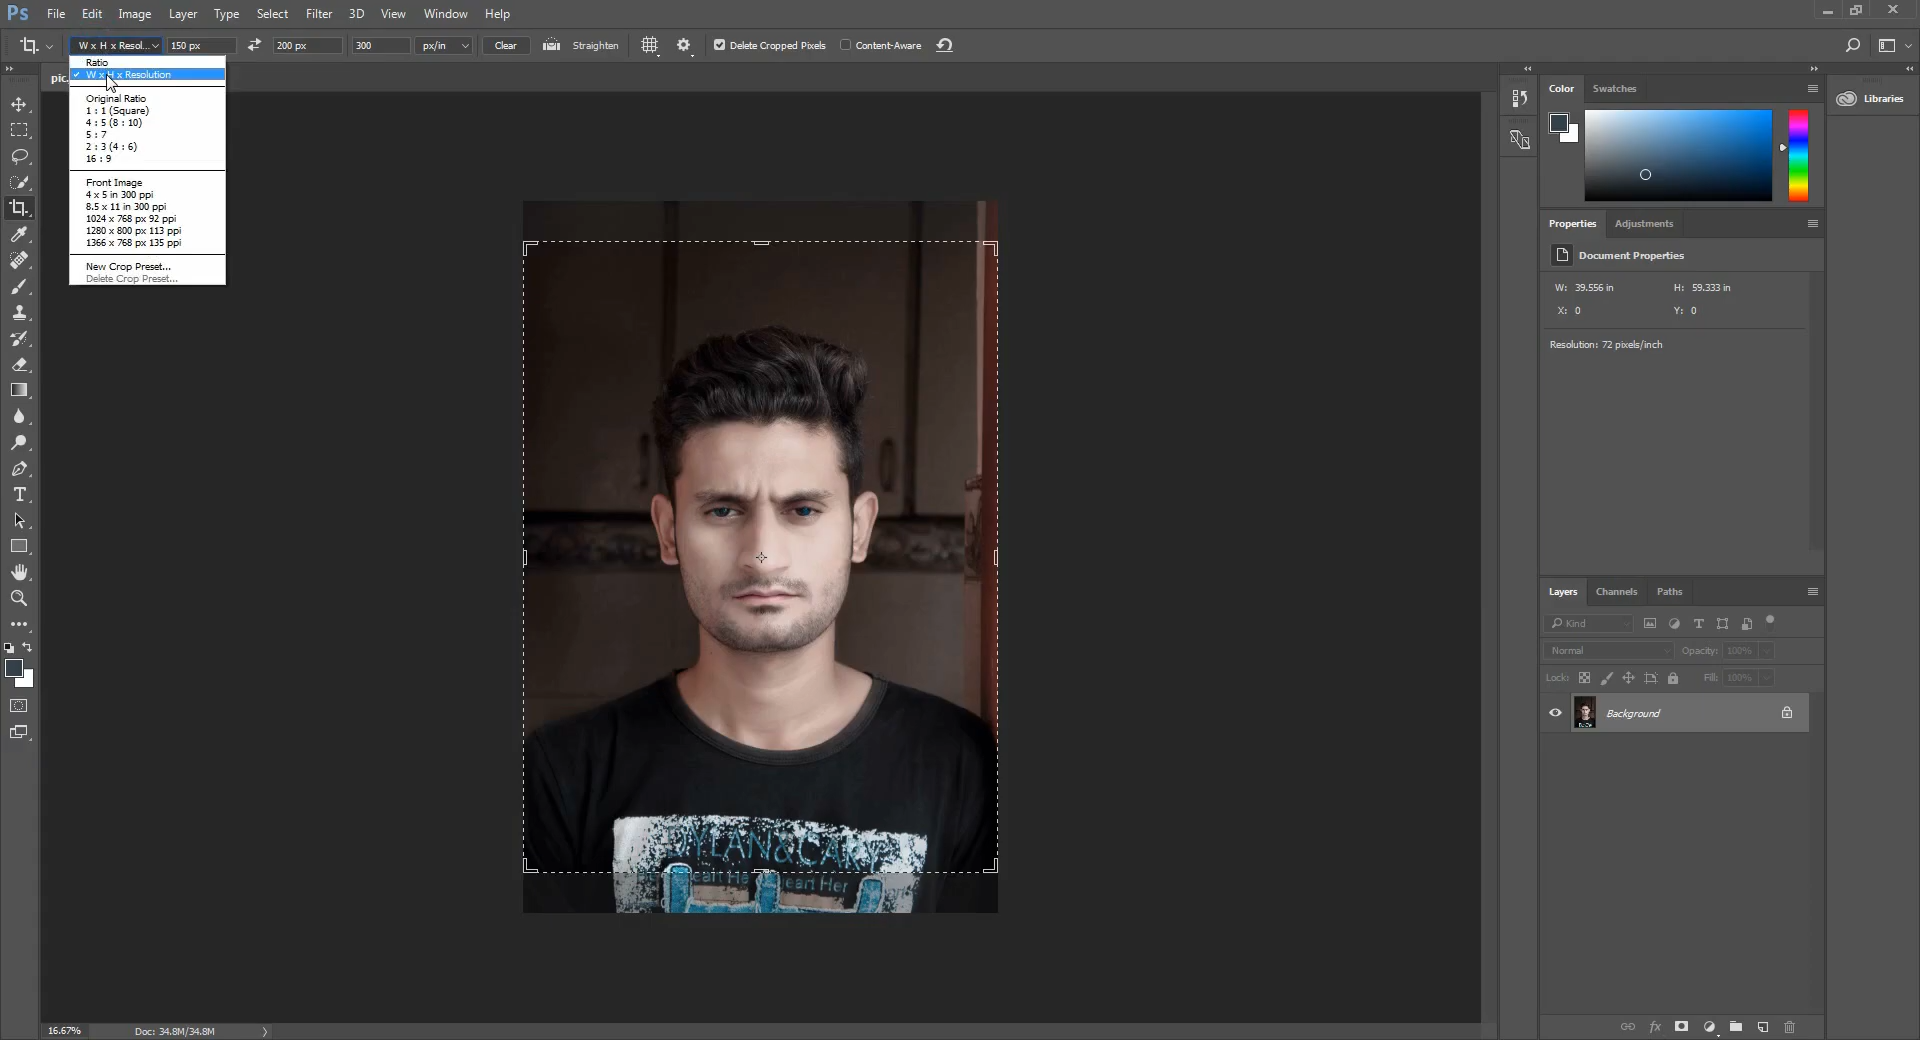 Ps File Edit Image Layer Type Select Filter 3D View Window Help
W x H x Resol... 150 px 200 px 300 px/in Clear Straighten Delete Cropped Pixels Content-Aware
Ratio
W x H x Resolution
Original Ratio
1 : 1 (Square)
4 : 5 (8 : 10)
5 : 7
2 : 3 (4 : 6)
16 : 9
Front Image
4 x 5 in 300 ppi
8.5 x 11 in 300 ppi
1024 x 768 px 92 ppi
1280 x 800 px 113 ppi
1366 x 768 px 135 ppi
New Crop Preset...
Delete Crop Preset...
pic.
Color Swatches
Libraries
Properties Adjustments
Document Properties
W: 39.556 in H: 59.333 in
X: 0 Y: 0
Resolution: 72 pixels/inch
DYLAN&CARY
eart Her
Layers Channels Paths
Kind
Normal Opacity: 100%
Lock: Fill: 100%
Background
16.67% Doc: 34.8M/34.8M